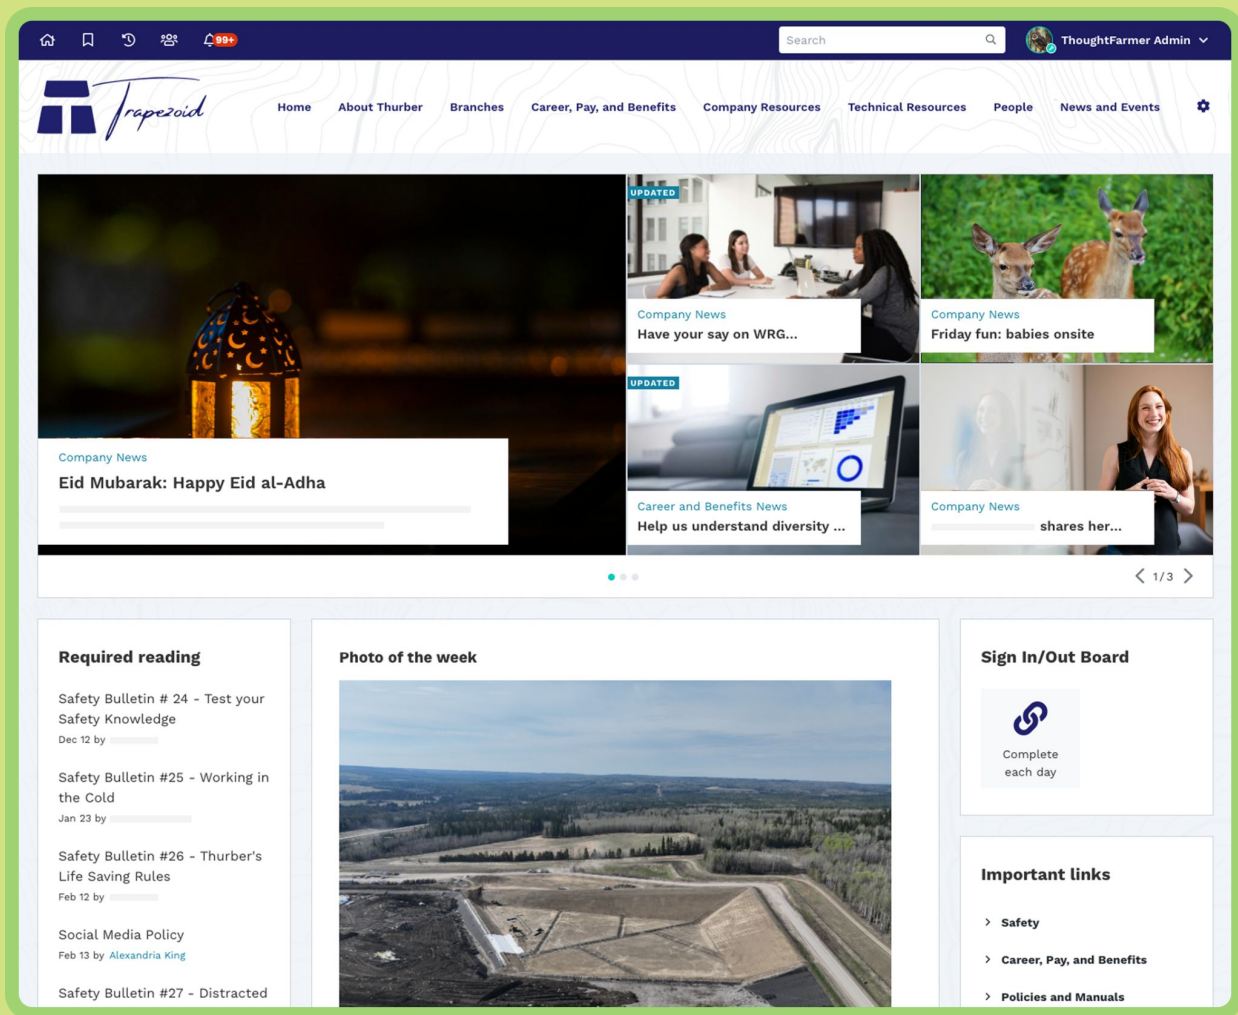 99+
Search
ThoughtFarmer Admin
Trapezoid
Home
About Thurber
Branches
Career, Pay, and Benefits
Company Resources
Technical Resources
People
News and Events
Company News
Eid Mubarak: Happy Eid al-Adha
UPDATED
Company News
Have your say on WRG...
Company News
Friday fun: babies onsite
UPDATED
Career and Benefits News
Help us understand diversity ...
Company News
shares her...
1/3
Required reading
Safety Bulletin # 24 - Test your
Safety Knowledge
Dec 12 by
Safety Bulletin #25 - Working in
the Cold
Jan 23 by
Safety Bulletin #26 - Thurber's
Life Saving Rules
Feb 12 by
Social Media Policy
Feb 13 by Alexandria King
Safety Bulletin #27 - Distracted
Photo of the week
Sign In/Out Board
Complete
each day
Important links
Safety
Career, Pay, and Benefits
Policies and Manuals